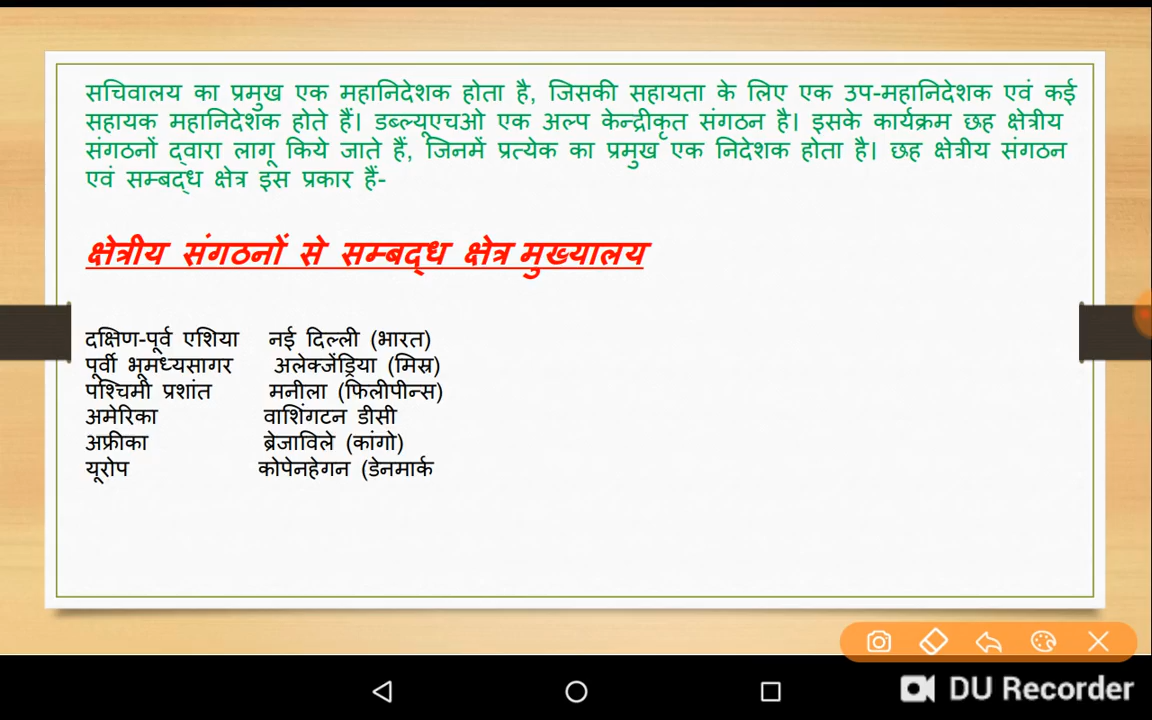 सचिवालय का प्रमुख एक महानिदेशक होता है, जिसकी सहायता के लिए एक उप-महानिदेशक एवं कई
सहायक महानिदेशक होते हैं। डब्ल्यूएचओ एक अल्प केन्द्रीकृत संगठन है। इसके कार्यक्रम छह क्षेत्रीय
संगठनों द्वारा लागू किये जाते हैं, जिनमें प्रत्येक का प्रमुख एक निदेशक होता है। छह क्षेत्रीय संगठन
एवं सम्बद्ध क्षेत्र इस प्रकार हैं-
क्षेत्रीय संगठनों से सम्बद्ध क्षेत्र मुख्यालय
दक्षिण-पूर्व एशिया नई दिल्ली (भारत)
पूर्वी भूमध्यसागर अलेक्जेंड्रिया (मिस्र)
पश्चिमी प्रशांत मनीला (फिलीपीन्स)
अमेरिका वाशिंगटन डीसी
अफ्रीका ब्रेजाविले (कांगो)
यूरोप कोपेनहेगन (डेनमार्क
DU Recorder